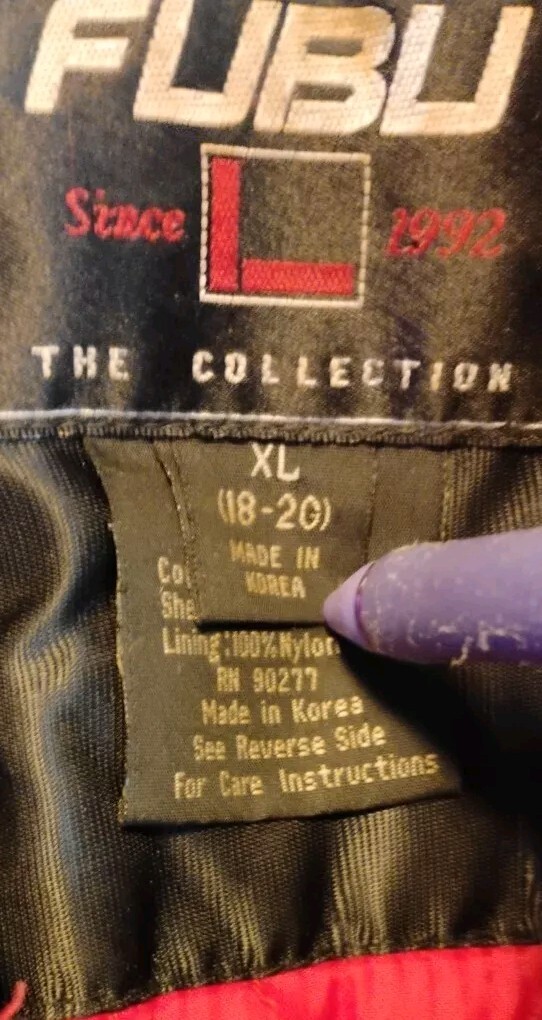 FUBU
Since L 1992
THE COLLECTION
XL
(18-20)
MADE IN
KOREA
Lining:100%Nylon
RN 90277
Made in Korea
See Reverse Side
For Care Instructions